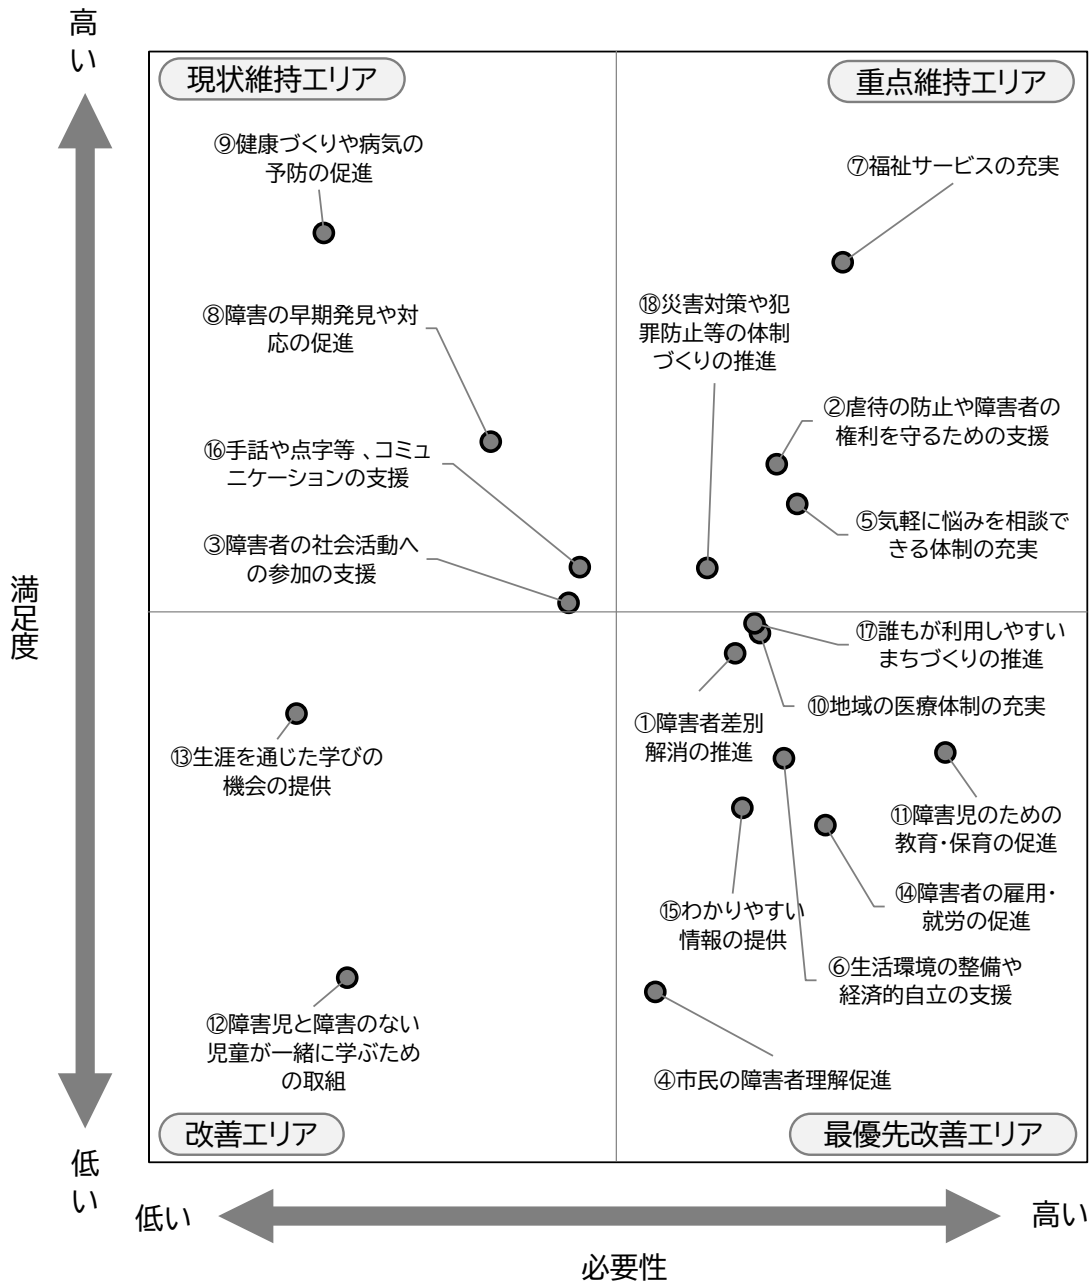 高
い
現状維持エリア
重点維持エリア
⑨健康づくりや病気の
予防の促進
⑦福祉サービスの充実
⑧障害の早期発見や対
応の促進
⑱災害対策や犯
罪防止等の体制
づくりの推進
②虐待の防止や障害者の
権利を守るための支援
⑯手話や点字等、コミュ
ニケーションの支援
⑤気軽に悩みを相談で
きる体制の充実
③障害者の社会活動へ
の参加の支援
満足度
⑰誰もが利用しやすい
まちづくりの推進
⑩地域の医療体制の充実
①障害者差別
解消の推進
⑬生涯を通じた学びの
機会の提供
⑪障害児のための
教育・保育の促進
⑭障害者の雇用・
就労の促進
⑮わかりやすい
情報の提供
⑥生活環境の整備や
経済的自立の支援
⑫障害児と障害のない
児童が一緒に学ぶため
の取組
④市民の障害者理解促進
改善エリア
最優先改善エリア
低
い
低い
高い
必要性